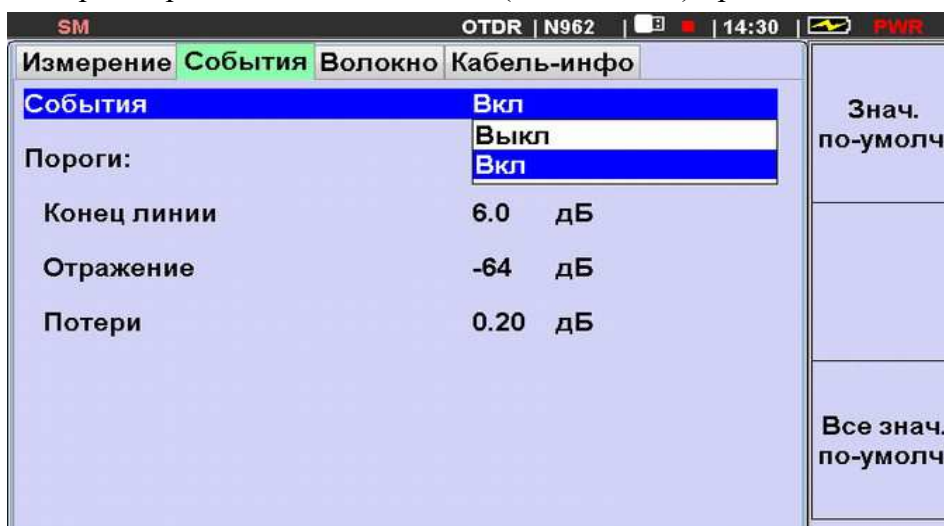 SM OTDR | N962 | | 14:30 | PWR
Измерение События Волокно Кабель-инфо
События Вкл
Выкл
Вкл
Пороги:
Конец линии 6.0 дБ
Отражение -64 дБ
Потери 0.20 дБ
Знач.
по-умолч
Все знач.
по-умолч